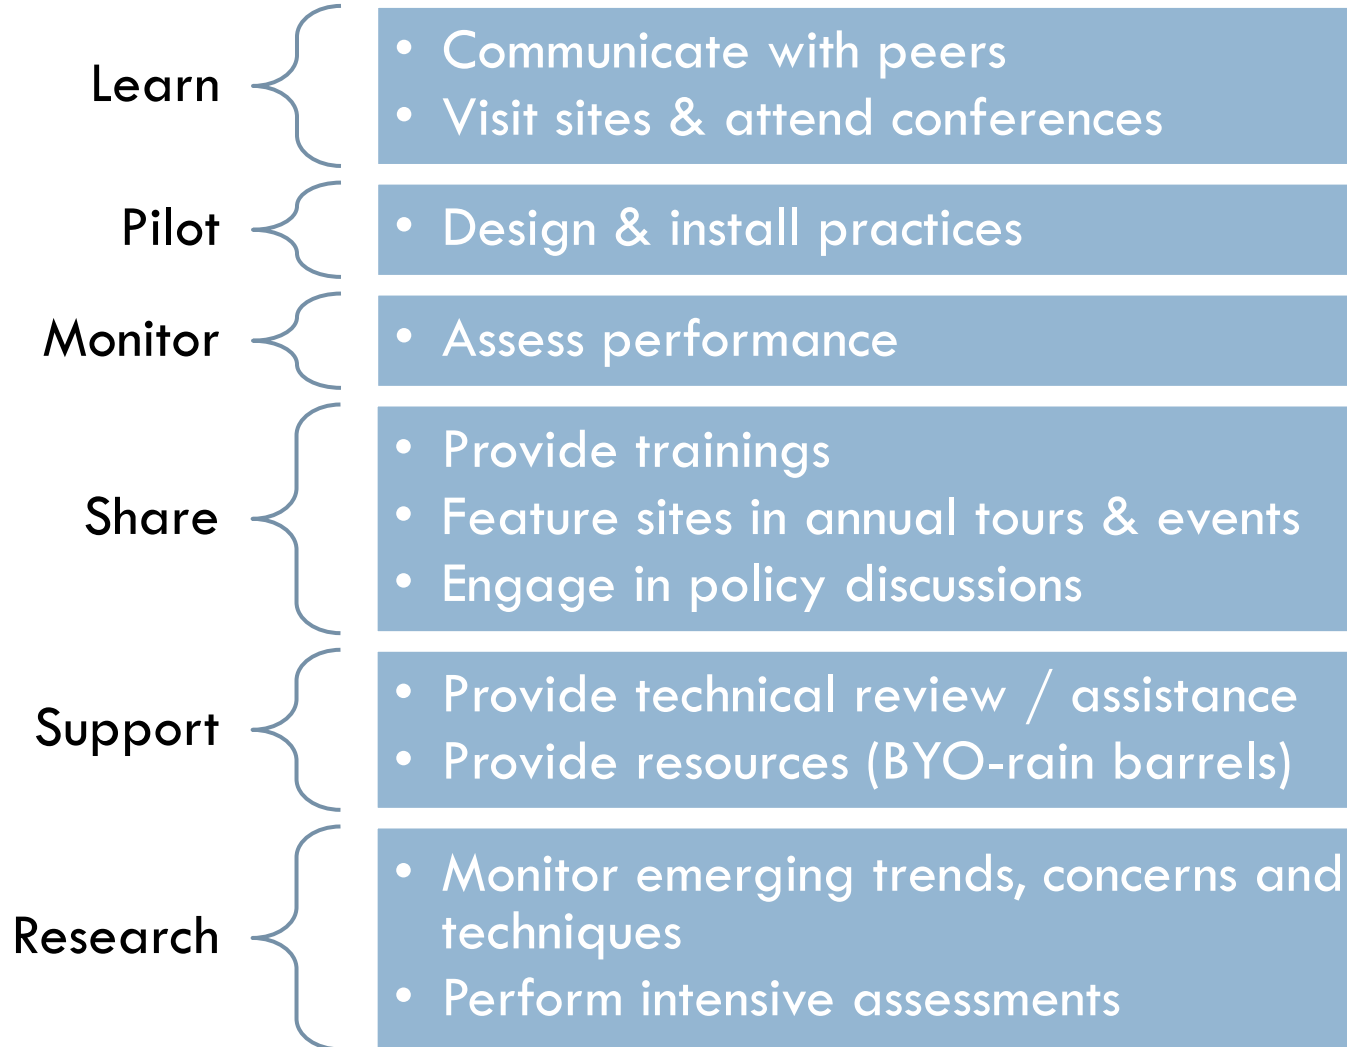 Learn
• Communicate with peers
• Visit sites & attend conferences
Pilot
• Design & install practices
Monitor
• Assess performance
Share
• Provide trainings
• Feature sites in annual tours & events
• Engage in policy discussions
Support
• Provide technical review / assistance
• Provide resources (BYO-rain barrels)
Research
• Monitor emerging trends, concerns and
techniques
• Perform intensive assessments